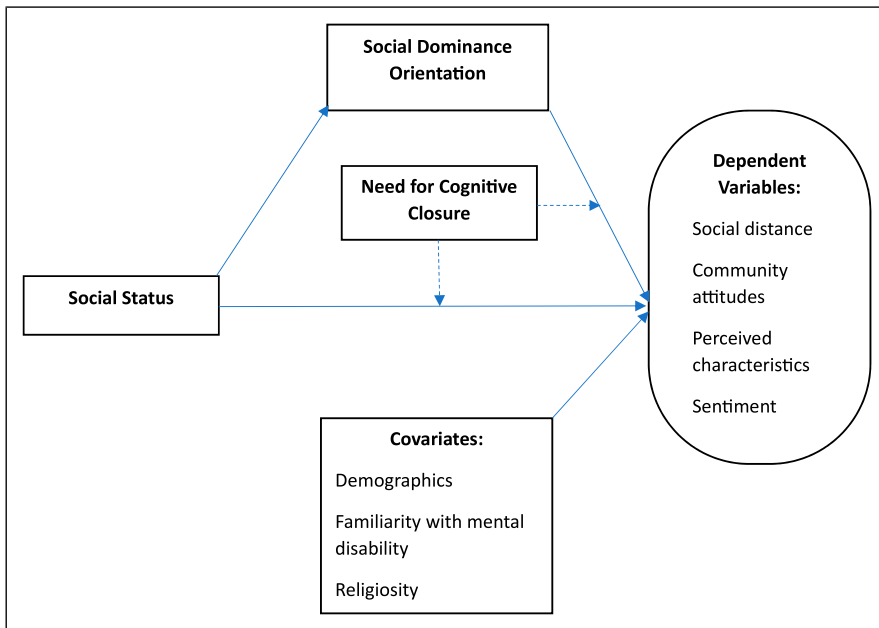 Social Dominance
Orientation
Need for Cognitive
Closure
Social Status
Dependent
Variables:
Social distance
Community
attitudes
Perceived
characteristics
Sentiment
Covariates:
Demographics
Familiarity with mental
disability
Religiosity